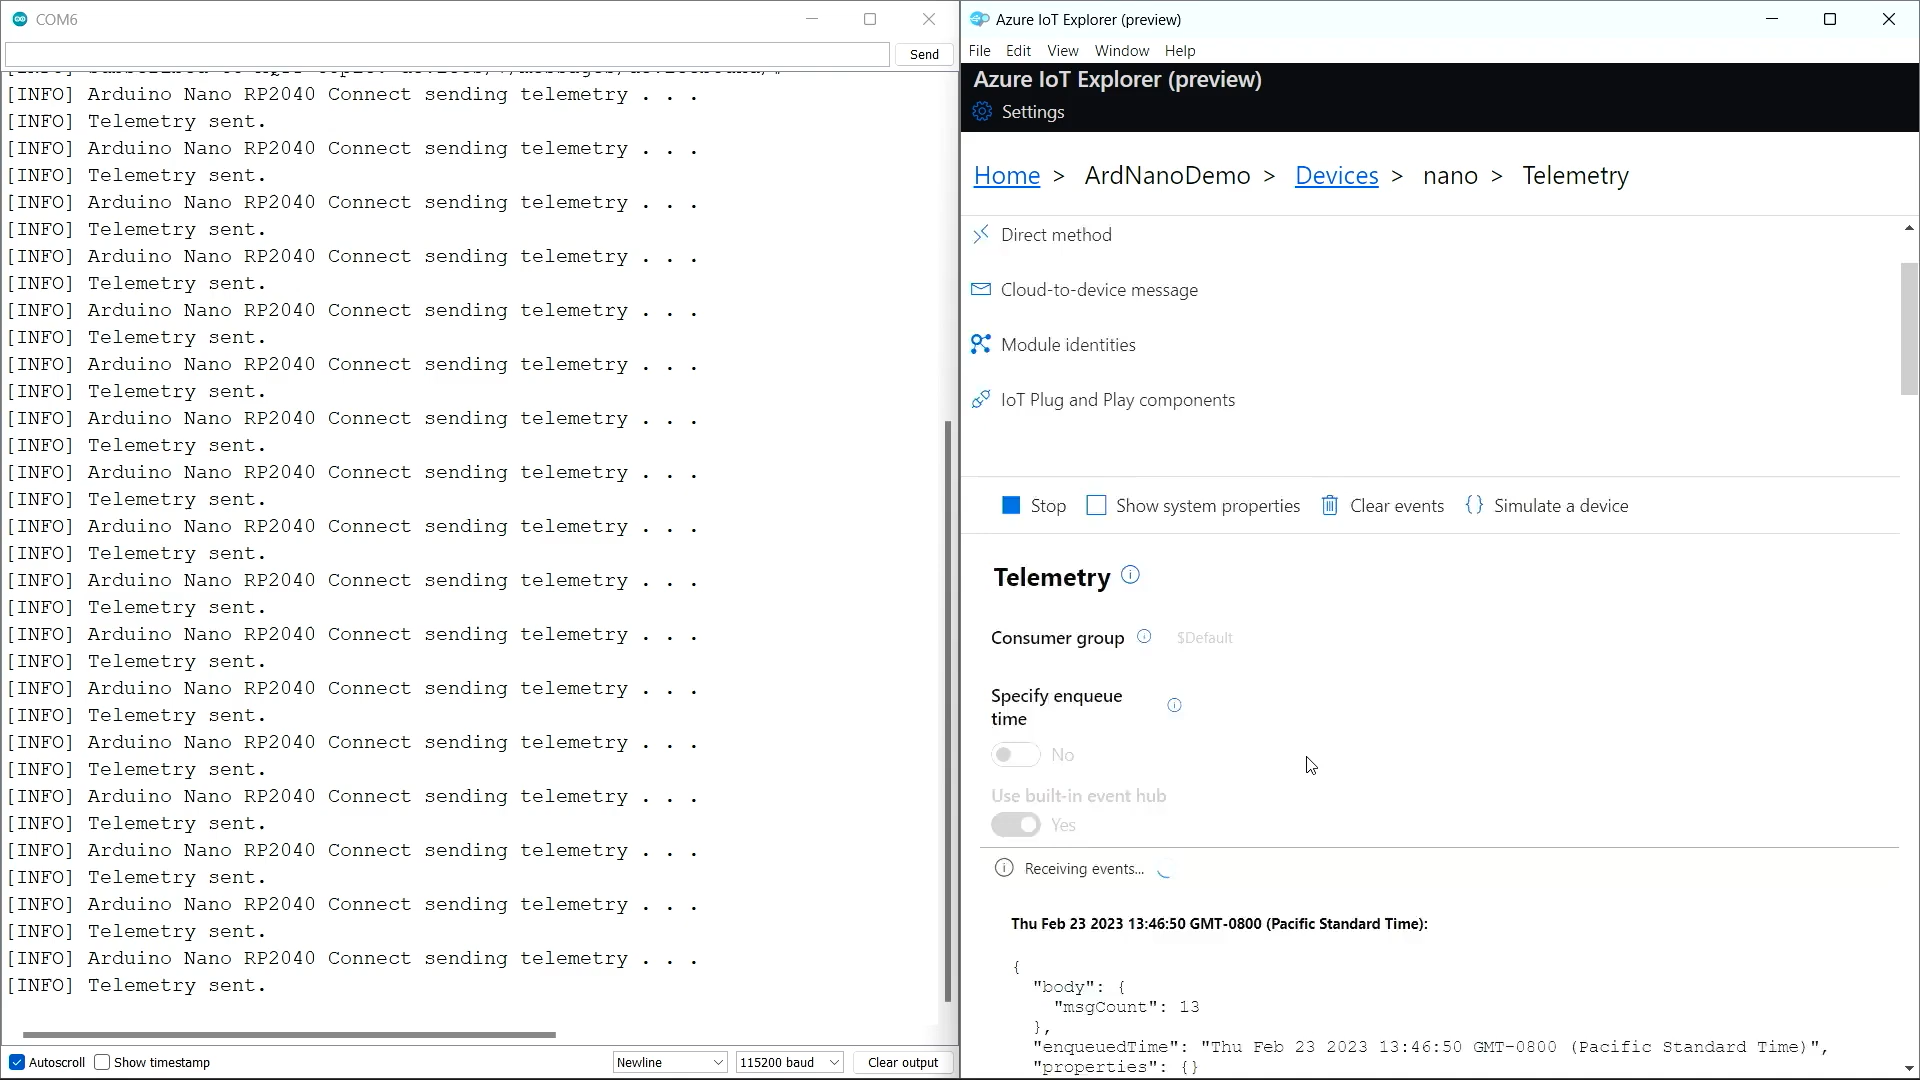 COM6
Send
[INFO] Arduino Nano RP2040 Connect sending telemetry . . .
[INFO] Telemetry sent.
[INFO] Arduino Nano RP2040 Connect sending telemetry . . .
[INFO] Telemetry sent.
[INFO] Arduino Nano RP2040 Connect sending telemetry . . .
[INFO] Telemetry sent.
[INFO] Arduino Nano RP2040 Connect sending telemetry . . .
[INFO] Telemetry sent.
[INFO] Arduino Nano RP2040 Connect sending telemetry . . .
[INFO] Telemetry sent.
[INFO] Arduino Nano RP2040 Connect sending telemetry . . .
[INFO] Telemetry sent.
[INFO] Arduino Nano RP2040 Connect sending telemetry . . .
[INFO] Telemetry sent.
[INFO] Arduino Nano RP2040 Connect sending telemetry . . .
[INFO] Telemetry sent.
[INFO] Arduino Nano RP2040 Connect sending telemetry . . .
[INFO] Telemetry sent.
[INFO] Arduino Nano RP2040 Connect sending telemetry . . .
[INFO] Telemetry sent.
[INFO] Arduino Nano RP2040 Connect sending telemetry . . .
[INFO] Telemetry sent.
[INFO] Arduino Nano RP2040 Connect sending telemetry . . .
[INFO] Telemetry sent.
[INFO] Arduino Nano RP2040 Connect sending telemetry . . .
[INFO] Telemetry sent.
[INFO] Arduino Nano RP2040 Connect sending telemetry . . .
[INFO] Telemetry sent.
[INFO] Arduino Nano RP2040 Connect sending telemetry . . .
[INFO] Telemetry sent.
[INFO] Arduino Nano RP2040 Connect sending telemetry . . .
[INFO] Telemetry sent.
[INFO] Arduino Nano RP2040 Connect sending telemetry . . .
[INFO] Telemetry sent.
Autoscroll Show timestamp Newline 115200 baud Clear output
Azure IoT Explorer (preview)
File Edit View Window Help
Azure IoT Explorer (preview)
Settings
Home > ArdNanoDemo > Devices > nano > Telemetry
Direct method
Cloud-to-device message
Module identities
IoT Plug and Play components
Stop Show system properties Clear events Simulate a device
Telemetry
Consumer group $Default
Specify enqueue
time
No
Use built-in event hub
Yes
Receiving events...
Thu Feb 23 2023 13:46:50 GMT-0800 (Pacific Standard Time):
{
"body": {
"msgCount": 13
},
"enqueuedTime": "Thu Feb 23 2023 13:46:50 GMT-0800 (Pacific Standard Time)",
"properties": {}